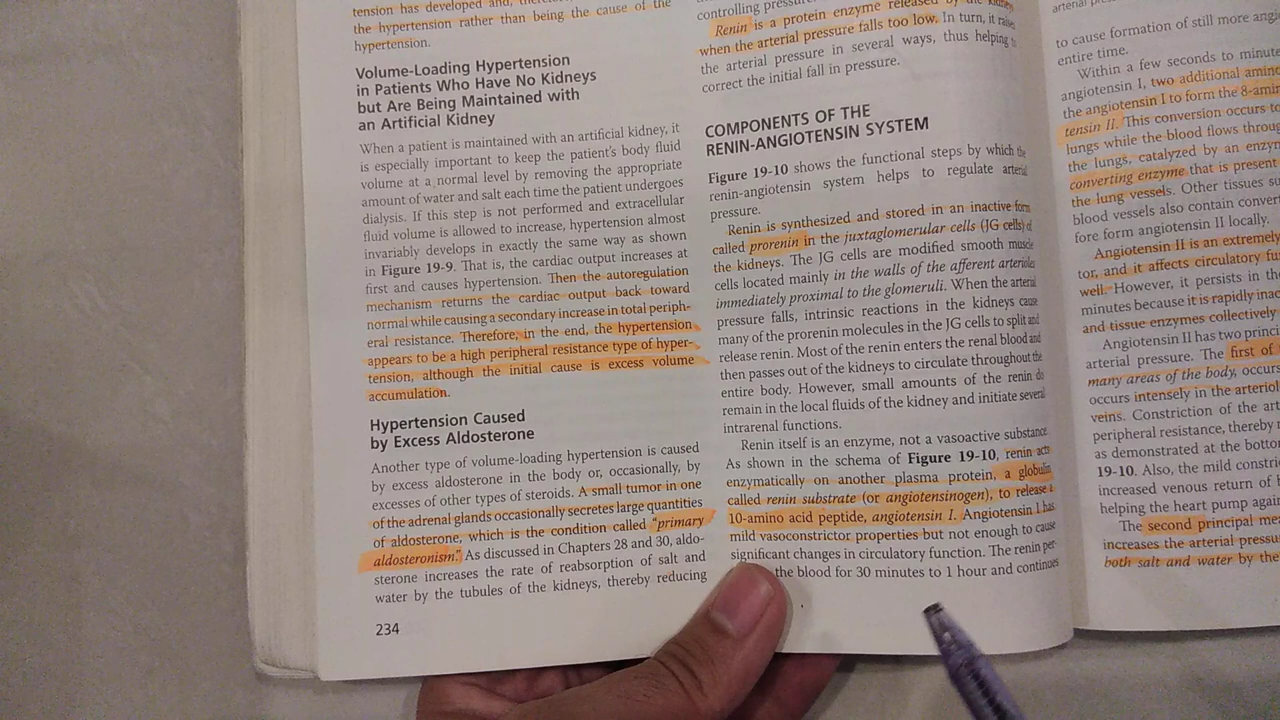 tension has developed and,
the hypertension rather than being the cause of the
hypertension.
Volume-Loading Hypertension
in Patients Who Have No Kidneys
but Are Being Maintained with
an Artificial Kidney
When a patient is maintained with an artificial kidney, it
is especially important to keep the patient's body fluid
volume at a normal level by removing the appropriate
amount of water and salt each time the patient undergoes
dialysis. If this step is not performed and extracellular
fluid volume is allowed to increase, hypertension almost
invariably develops in exactly the same way as shown
in Figure 19-9. That is, the cardiac output increases at
first and causes hypertension. Then the autoregulation
mechanism returns the cardiac output back toward
normal while causing a secondary increase in total periph-
eral resistance. Therefore, in the end, the hypertension
appears to be a high peripheral resistance type of hyper-
tension, although the initial cause is excess volume
accumulation.
Hypertension Caused
by Excess Aldosterone
Another type of volume-loading hypertension is caused
by excess aldosterone in the body or, occasionally, by
excesses of other types of steroids. A small tumor in one
of the adrenal glands occasionally secretes large quantities
of aldosterone, which is the condition called "primary
aldosteronism." As discussed in Chapters 28 and 30, aldo-
sterone increases the rate of reabsorption of salt and
water by the tubules of the kidneys, thereby reducing
234
controlling pressure.
Renin is a protein enzyme released by the kidneys
when the arterial pressure falls too low. In turn, it raises
the arterial pressure in several ways, thus helping to
correct the initial fall in pressure.
COMPONENTS OF THE
RENIN-ANGIOTENSIN SYSTEM
Figure 19-10 shows the functional steps by which the
renin-angiotensin system helps to regulate arterial
pressure.
Renin is synthesized and stored in an inactive form
called prorenin in the juxtaglomerular cells (JG cells) of
the kidneys. The JG cells are modified smooth muscle
cells located mainly in the walls of the afferent arterioles
immediately proximal to the glomeruli. When the arterial
pressure falls, intrinsic reactions in the kidneys cause
many of the prorenin molecules in the JG cells to split and
release renin. Most of the renin enters the renal blood and
then passes out of the kidneys to circulate throughout the
entire body. However, small amounts of the renin do
remain in the local fluids of the kidney and initiate several
intrarenal functions.
Renin itself is an enzyme, not a vasoactive substance.
As shown in the schema of Figure 19-10, renin acts
enzymatically on another plasma protein, a globulin
called renin substrate (or angiotensinogen), to release a
10-amino acid peptide, angiotensin I. Angiotensin I has
mild vasoconstrictor properties but not enough to cause
significant changes in circulatory function. The renin per-
the blood for 30 minutes to 1 hour and continues
arterial
to cause formation of still more
entire time.
Within a few seconds to
angiotensin I, two additional
the angiotensin I to form the
tensin II. This conversion occurs
lungs while the blood flows
the lungs, catalyzed by an
converting enzyme that is present
the lung vessels. Other tissues
blood vessels also contain
fore form angiotensin II locally.
Angiotensin II is an extremely
tor, and it affects circulatory
well. However, it persists in
minutes because it is rapidly
and tissue enzymes collectively
Angiotensin II has two
arterial pressure. The first of
many areas of the body, occurs
occurs intensely in the
veins. Constriction of the
peripheral resistance, thereby
as demonstrated at the
19-10. Also, the mild
increased venous return of
helping the heart pump
The second principal
increases the arterial
both salt and water by the